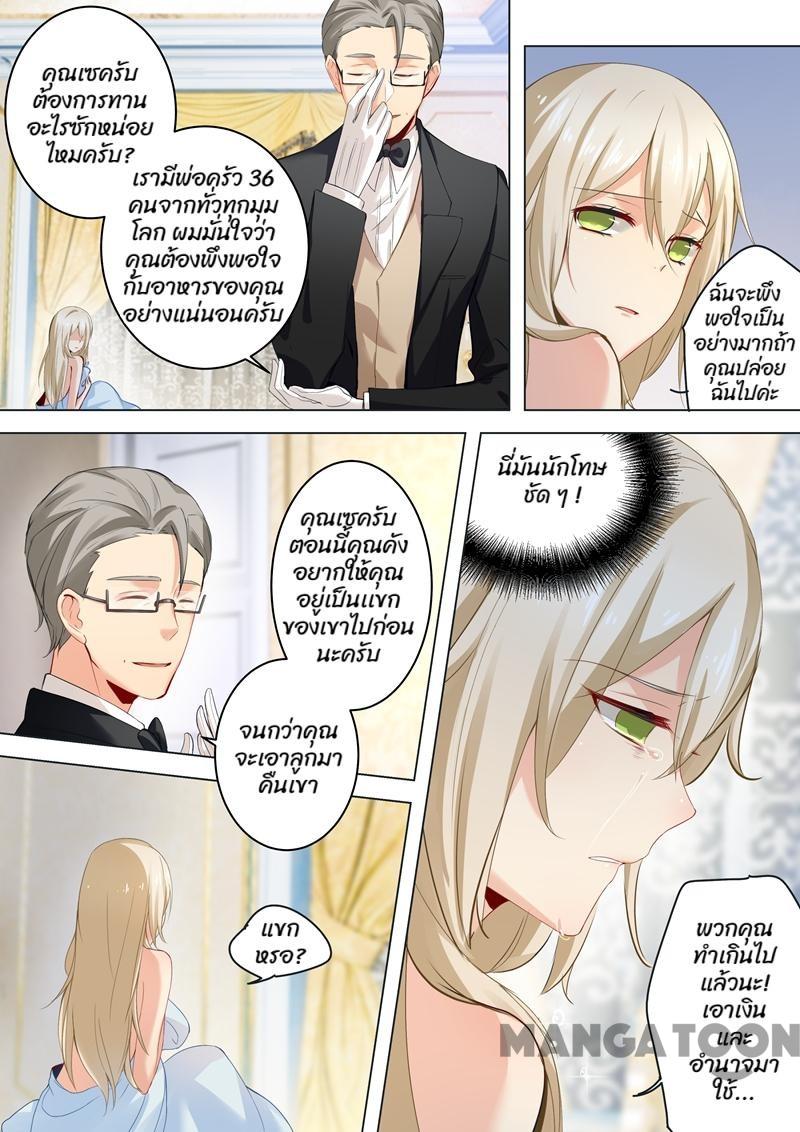 คุณเซครับ
ต้องการทาน
อะไรซักหน่อย
ไหมครับ?
เรามีพ่อครัว 36
คนจากทั่วทุกมุม
โลก ผมมั่นใจว่า
คุณต้องพึงพอใจ
กับอาหารของคุณ
อย่างแน่นอนครับ
ฉันจะพึง
พอใจเป็น
อย่างมากถ้า
คุณปล่อย
ฉันไปค่ะ
คุณเซครับ
ตอนนี้คุณคัง
อยากให้คุณ
อยู่เป็นแขก
ของเขาไปก่อน
นะครับ
จนกว่าคุณ
จะเอาลูกมา
คืนเขา
นี่มันนักโทษ
ชัด ๆ !
แขก
หรอ?
พวกคุณ
ทำเกินไป
แล้วนะ!
เอาเงิน
และ
อำนาจมา
ใช้...
MANGATOON